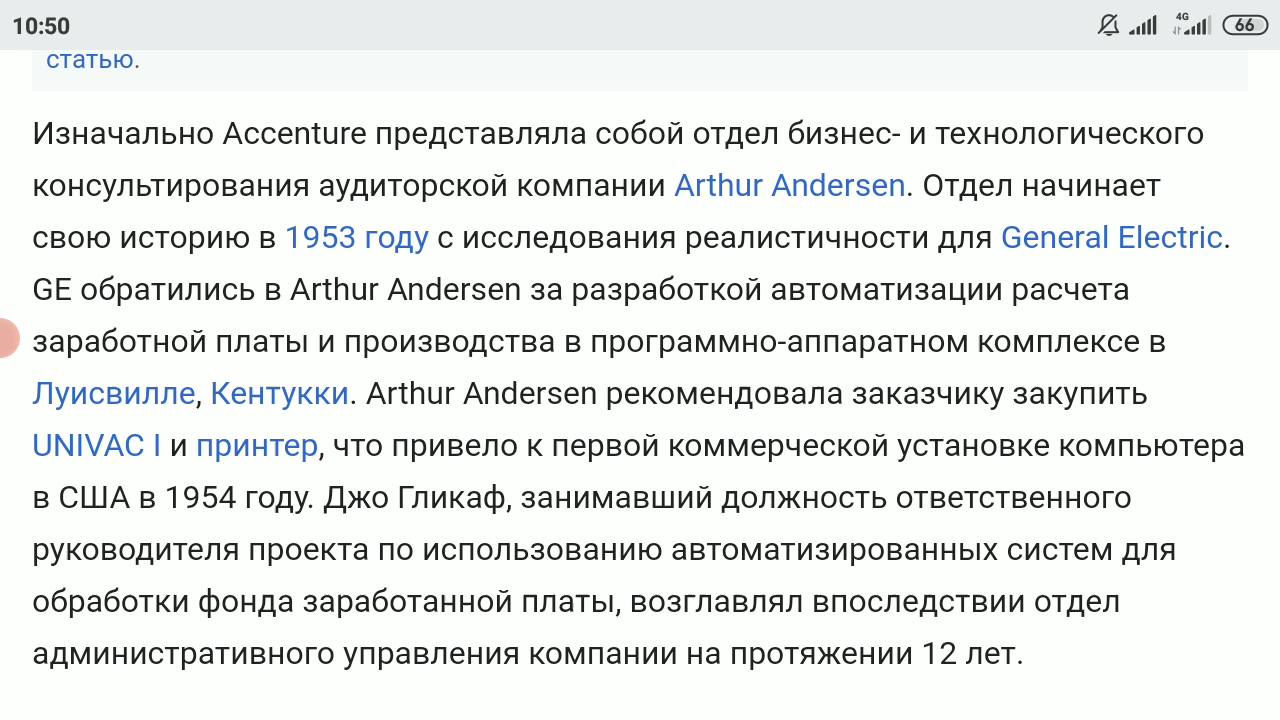 10:50
4G
66
статью.
Изначально Accenture представляла собой отдел бизнес- и технологического
консультирования аудиторской компании Arthur Andersen. Отдел начинает
свою историю в 1953 году с исследования реалистичности для General Electric.
GE обратились в Arthur Andersen за разработкой автоматизации расчета
заработной платы и производства в программно-аппаратном комплексе в
Луисвилле, Кентукки. Arthur Andersen рекомендовала заказчику закупить
UNIVAC I и принтер, что привело к первой коммерческой установке компьютера
в США в 1954 году. Джо Гликаф, занимавший должность ответственного
руководителя проекта по использованию автоматизированных систем для
обработки фонда заработанной платы, возглавлял впоследствии отдел
административного управления компании на протяжении 12 лет.